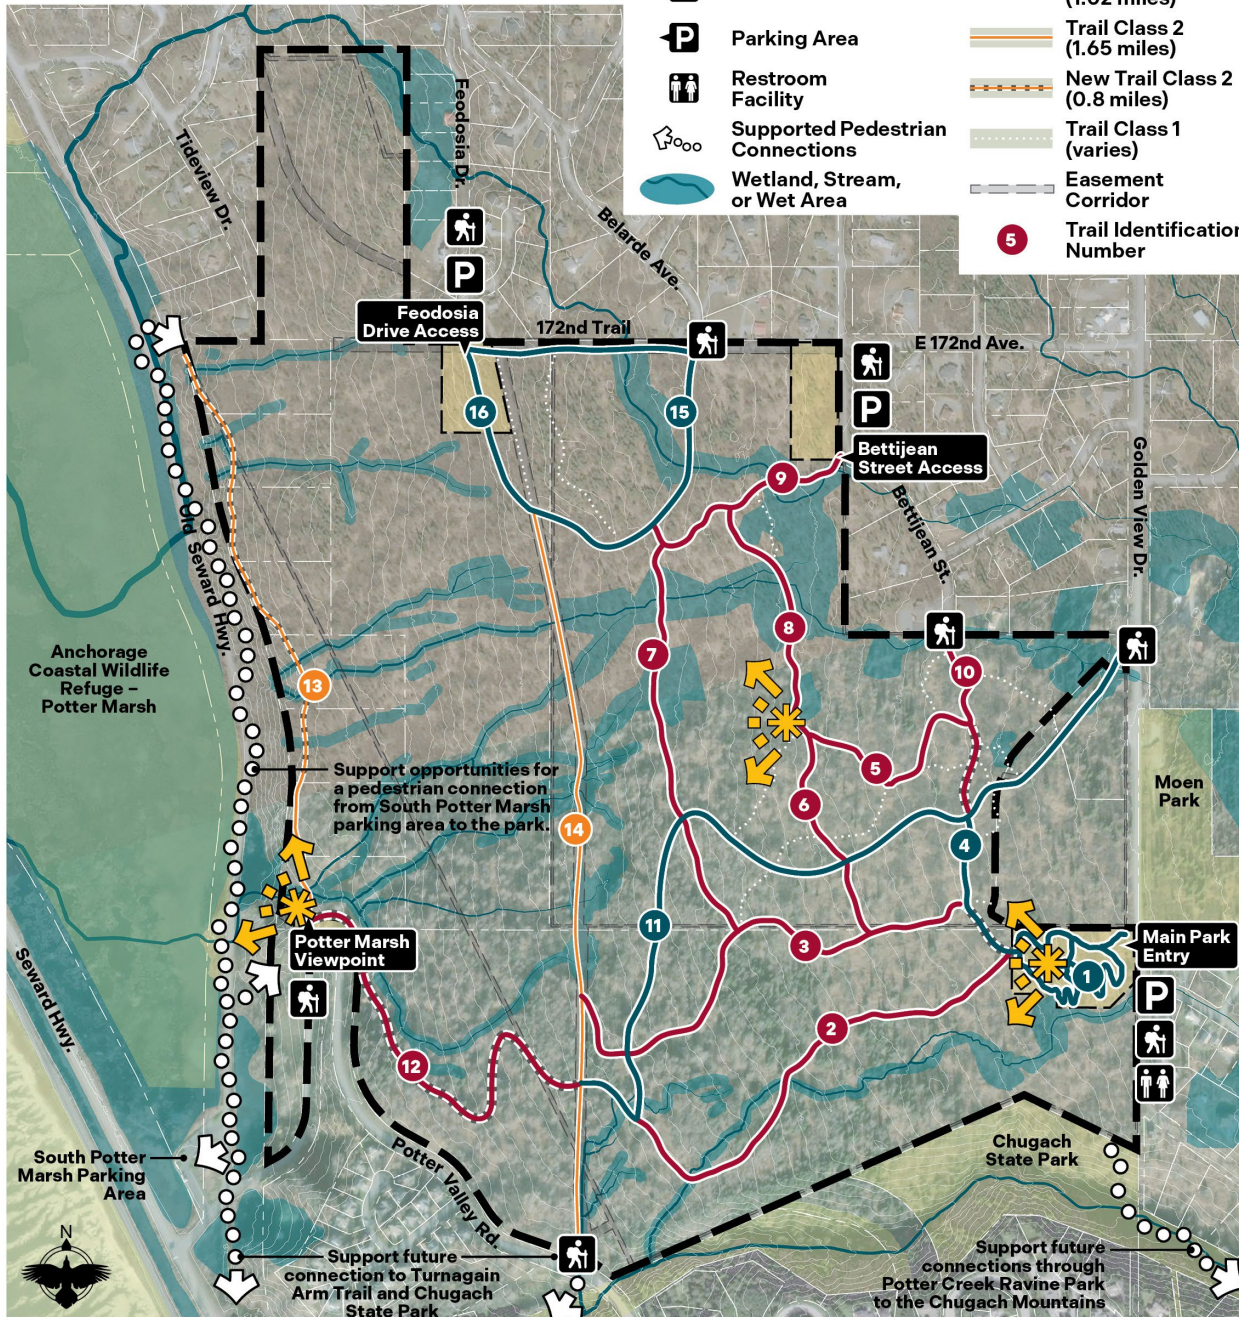 (1.02 miles)
Parking Area
Restroom
Facility
Supported Pedestrian
Connections
Wetland, Stream,
or Wet Area
Trail Class 2
(1.65 miles)
New Trail Class 2
(0.8 miles)
Trail Class 1
(varies)
Easement
Corridor
5
Trail Identification
Number
P
Tideview Dr.
Feodosia Dr.
Belarde Ave.
P
Feodosia
Drive Access
172nd Trail
E 172nd Ave.
P
16
15
Bettijean
Street Access
9
Bettijean St.
Golden View Dr.
Old Seward Hwy.
Anchorage
Coastal Wildlife
Refuge –
Potter Marsh
13
7
8
10
5
6
Moen
Park
Support opportunities for
a pedestrian connection
from South Potter Marsh
parking area to the park.
14
4
11
3
Potter Marsh
Viewpoint
Main Park
Entry
1
P
Seward Hwy.
2
12
Potter Valley Rd.
Chugach
State Park
South Potter
Marsh Parking
Area
N
Support future
connection to Turnagain
Arm Trail and Chugach
State Park
Support future
connections through
Potter Creek Ravine Park
to the Chugach Mountains